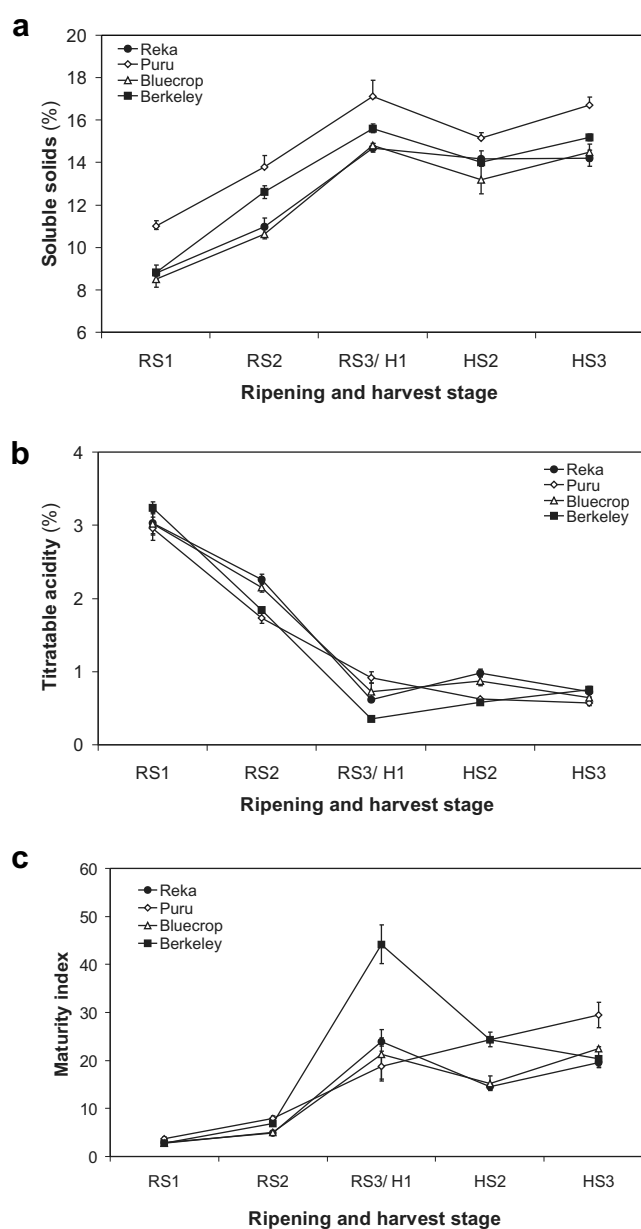 a
Reka
Puru
Bluecrop
Berkeley
Soluble solids (%)
20
18
16
14
12
10
8
6
RS1 RS2 RS3/ H1 HS2 HS3
Ripening and harvest stage
b
Reka
Puru
Bluecrop
Berkeley
Titratable acidity (%)
4
3
2
1
0
RS1 RS2 RS3/ H1 HS2 HS3
Ripening and harvest stage
c
Reka
Puru
Bluecrop
Berkeley
Maturity index
60
50
40
30
20
10
0
RS1 RS2 RS3/ H1 HS2 HS3
Ripening and harvest stage